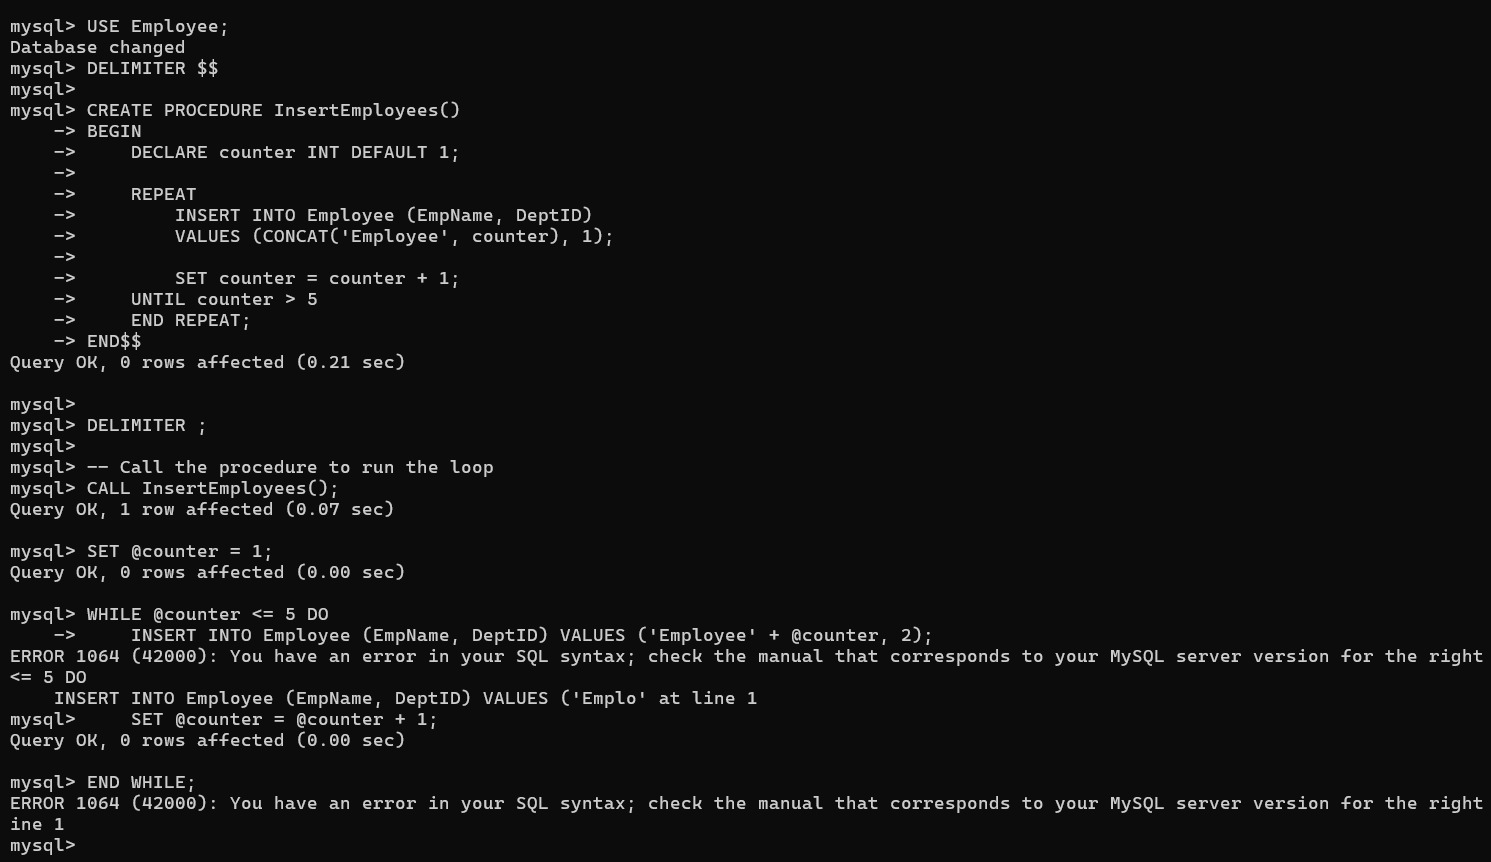 mysql> USE Employee;
Database changed
mysql> DELIMITER $$
mysql>
mysql> CREATE PROCEDURE InsertEmployees()
    -> BEGIN
    ->     DECLARE counter INT DEFAULT 1;
    ->
    ->     REPEAT
    ->         INSERT INTO Employee (EmpName, DeptID)
    ->         VALUES (CONCAT('Employee', counter), 1);
    ->
    ->         SET counter = counter + 1;
    ->     UNTIL counter > 5
    ->     END REPEAT;
    -> END$$
Query OK, 0 rows affected (0.21 sec)

mysql>
mysql> DELIMITER ;
mysql>
mysql> -- Call the procedure to run the loop
mysql> CALL InsertEmployees();
Query OK, 1 row affected (0.07 sec)

mysql> SET @counter = 1;
Query OK, 0 rows affected (0.00 sec)

mysql> WHILE @counter <= 5 DO
    ->     INSERT INTO Employee (EmpName, DeptID) VALUES ('Employee' + @counter, 2);
ERROR 1064 (42000): You have an error in your SQL syntax; check the manual that corresponds to your MySQL server version for the right
<= 5 DO
    INSERT INTO Employee (EmpName, DeptID) VALUES ('Emplo' at line 1
mysql>     SET @counter = @counter + 1;
Query OK, 0 rows affected (0.00 sec)

mysql> END WHILE;
ERROR 1064 (42000): You have an error in your SQL syntax; check the manual that corresponds to your MySQL server version for the right
ine 1
mysql>